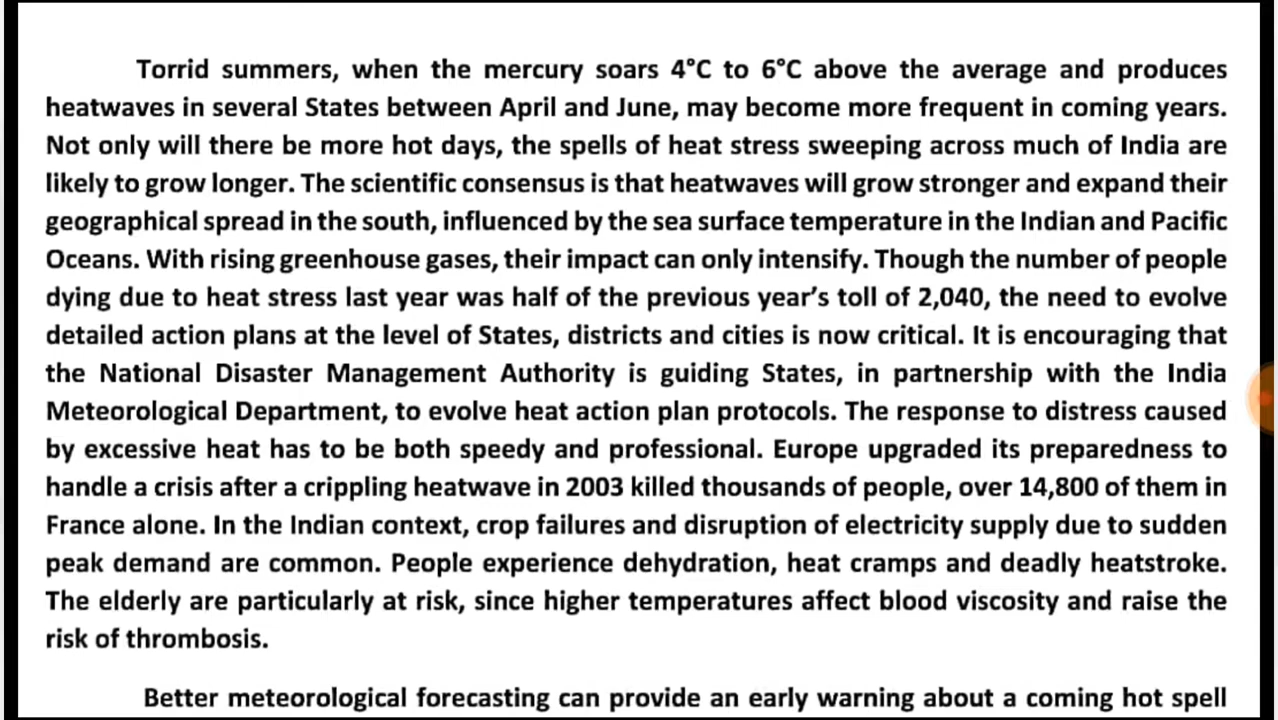 Torrid summers, when the mercury soars 4°C to 6°C above the average and produces
heatwaves in several States between April and June, may become more frequent in coming years.
Not only will there be more hot days, the spells of heat stress sweeping across much of India are
likely to grow longer. The scientific consensus is that heatwaves will grow stronger and expand their
geographical spread in the south, influenced by the sea surface temperature in the Indian and Pacific
Oceans. With rising greenhouse gases, their impact can only intensify. Though the number of people
dying due to heat stress last year was half of the previous year’s toll of 2,040, the need to evolve
detailed action plans at the level of States, districts and cities is now critical. It is encouraging that
the National Disaster Management Authority is guiding States, in partnership with the India
Meteorological Department, to evolve heat action plan protocols. The response to distress caused
by excessive heat has to be both speedy and professional. Europe upgraded its preparedness to
handle a crisis after a crippling heatwave in 2003 killed thousands of people, over 14,800 of them in
France alone. In the Indian context, crop failures and disruption of electricity supply due to sudden
peak demand are common. People experience dehydration, heat cramps and deadly heatstroke.
The elderly are particularly at risk, since higher temperatures affect blood viscosity and raise the
risk of thrombosis.
Better meteorological forecasting can provide an early warning about a coming hot spell